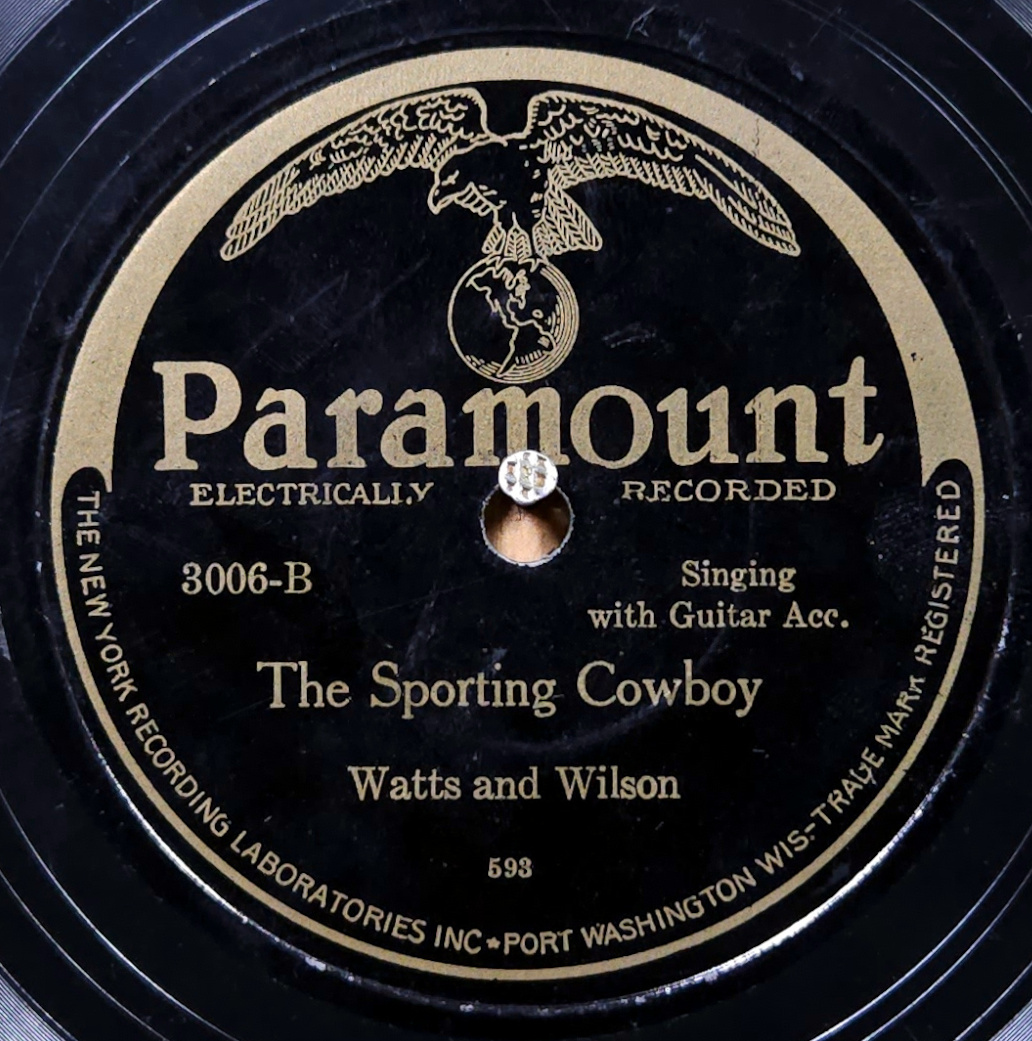 Paramount
ELECTRICALLY RECORDED
3006-B
Singing
with Guitar Acc.
The Sporting Cowboy
Watts and Wilson
593
THE NEW YORK RECORDING LABORATORIES INC★PORT WASHINGTON WIS.-TRADE MARK REGISTERED